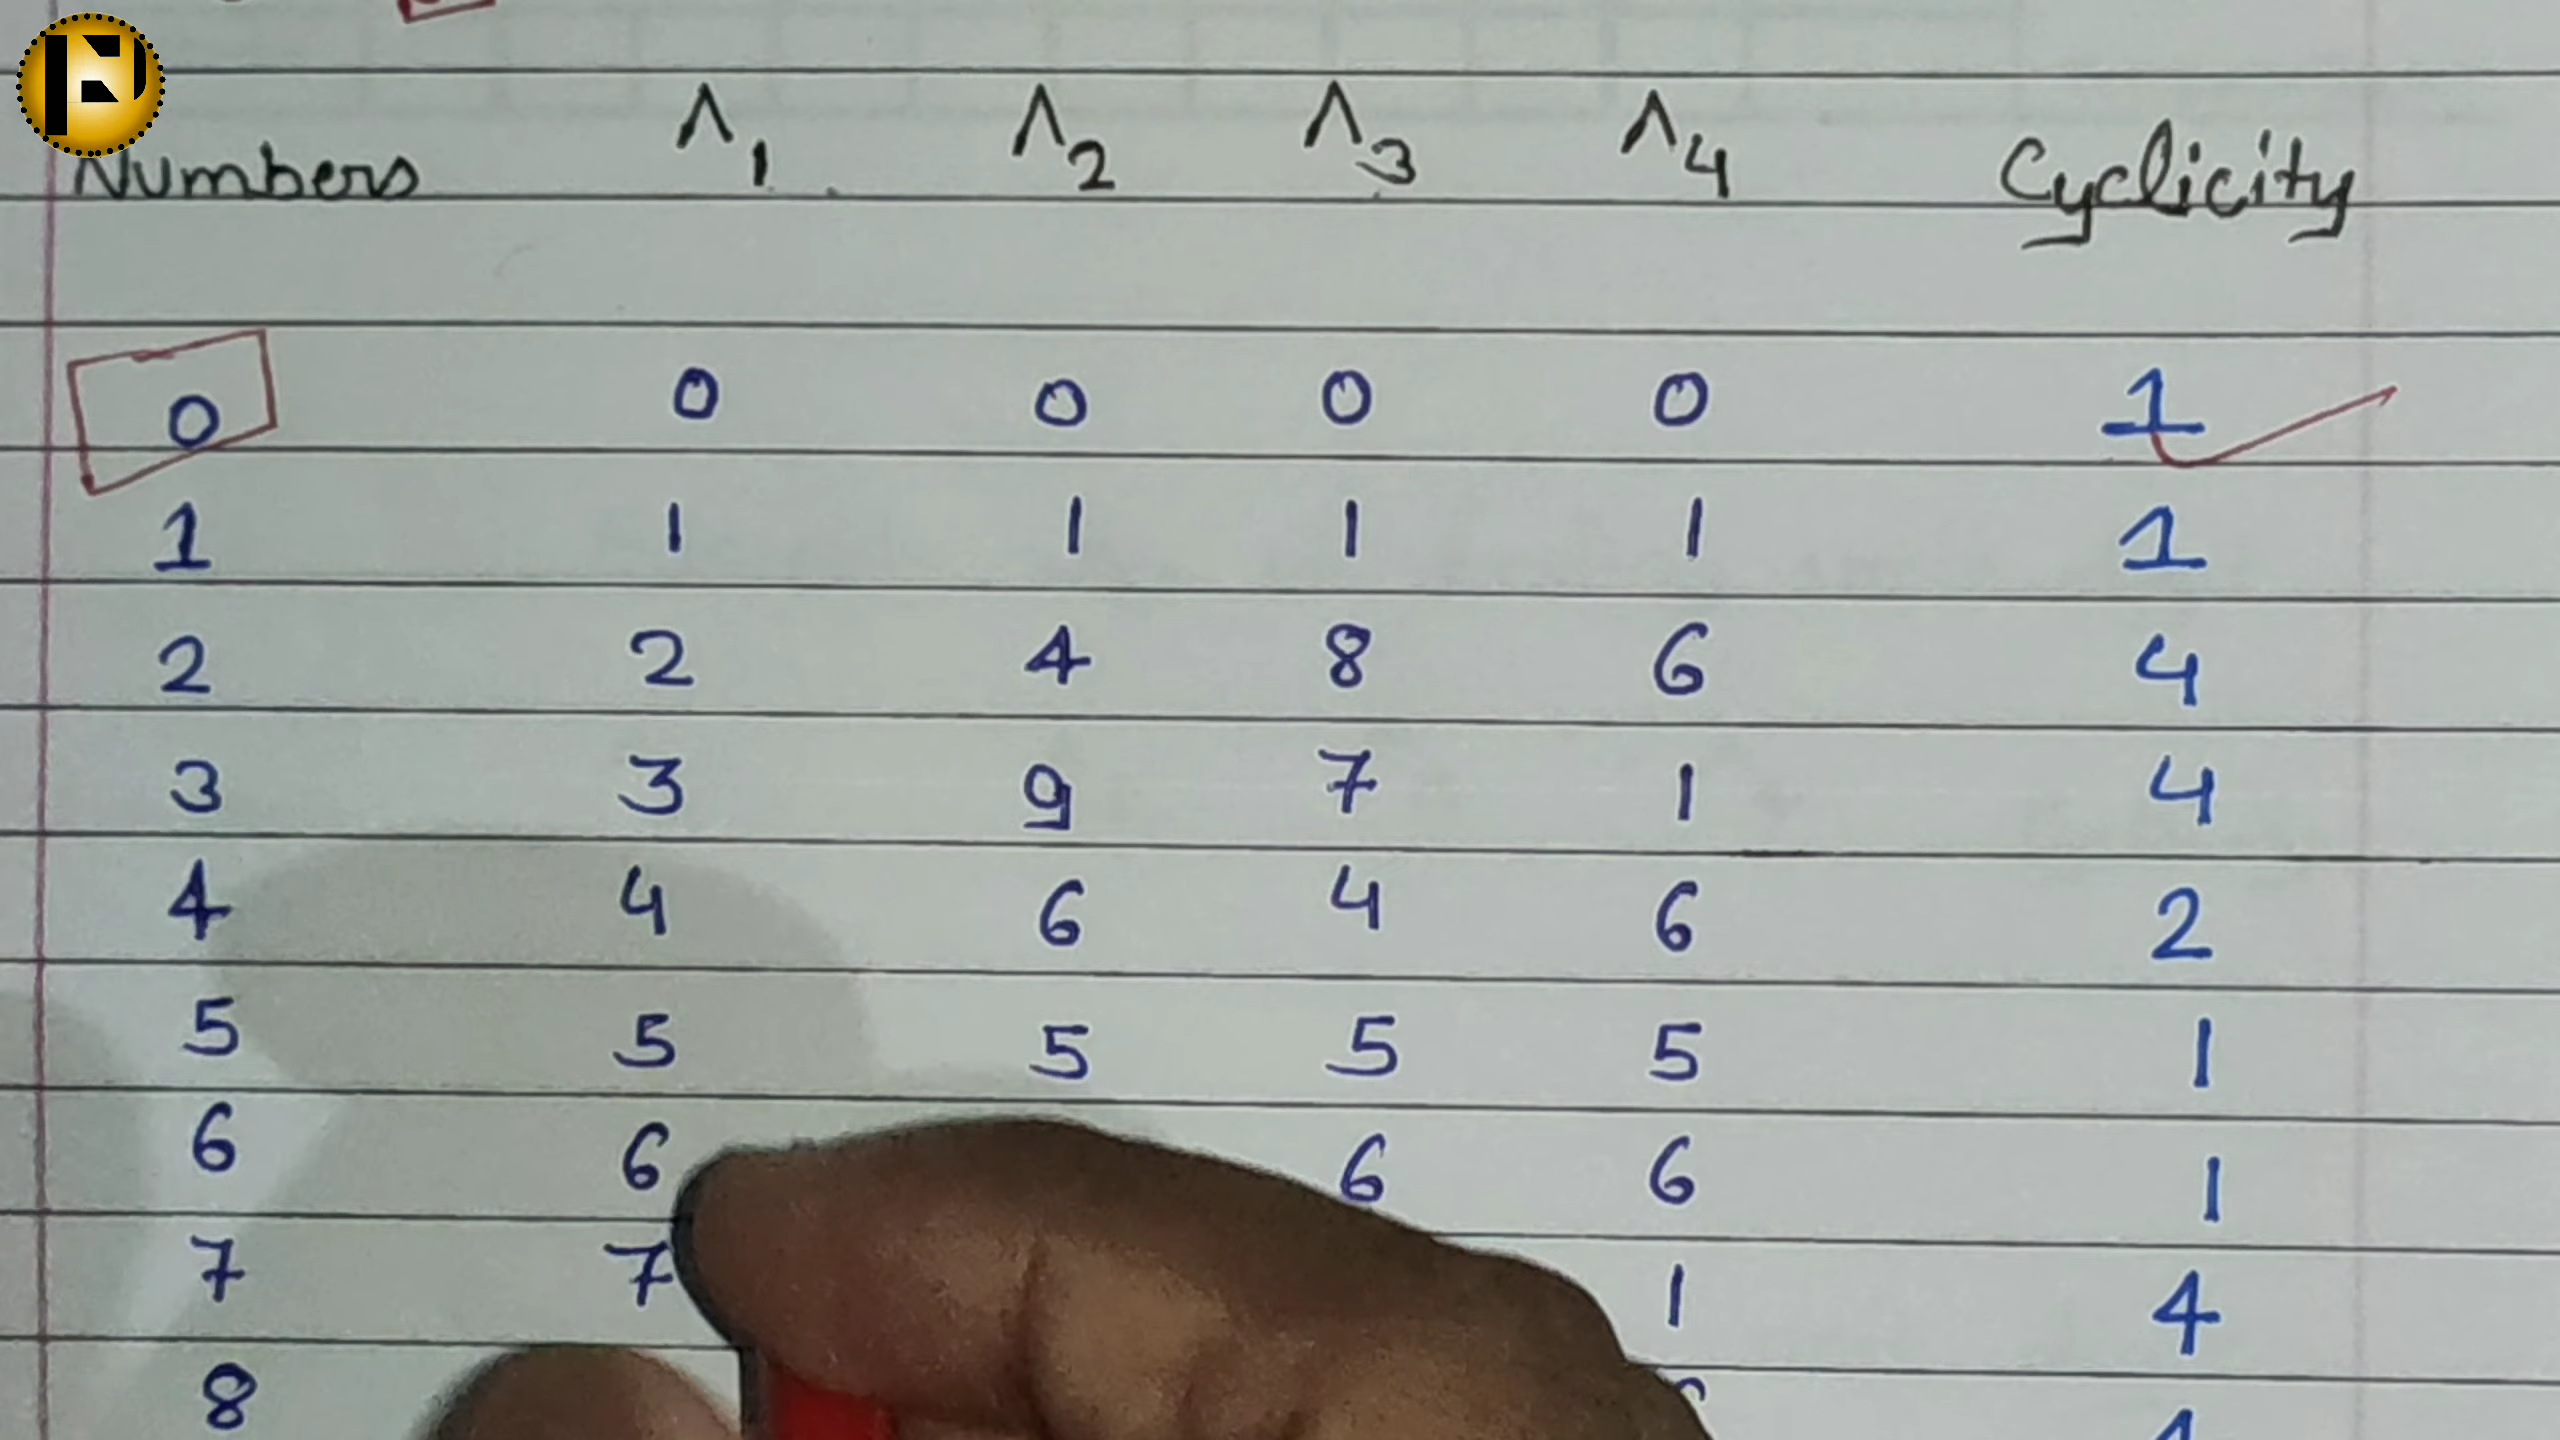 Numbers ^1 ^2 ^3 ^4 Cyclicity
0 0 0 0 0 1
1 1 1 1 1 1
2 2 4 8 6 4
3 3 9 7 1 4
4 4 6 4 6 2
5 5 5 5 5 1
6 6 6 6 1
7 7 1 4
8